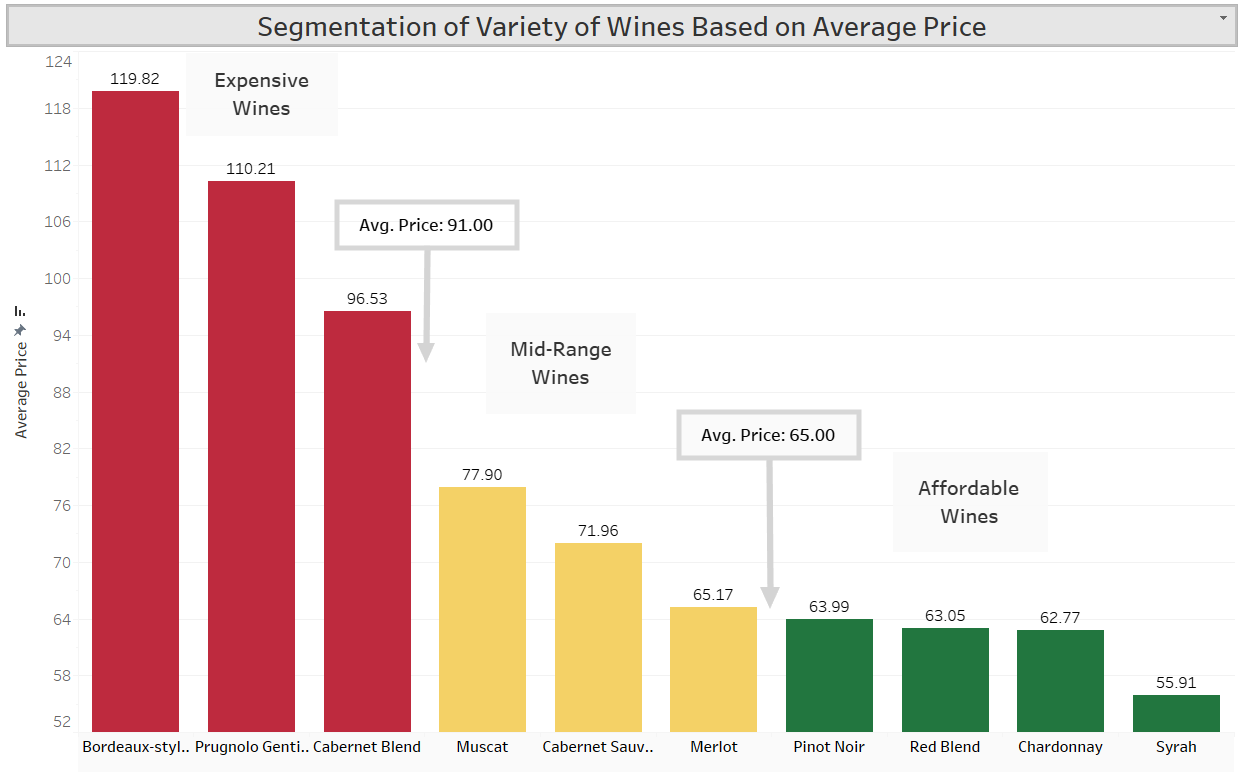 Segmentation of Variety of Wines Based on Average Price
124
118
112
106
100
94
88
82
76
70
64
58
52
Average Price
119.82
110.21
96.53
77.90
71.96
65.17
63.99
63.05
62.77
55.91
Expensive
Wines
Avg. Price: 91.00
Mid-Range
Wines
Avg. Price: 65.00
Affordable
Wines
Bordeaux-styl..
Prugnolo Genti..
Cabernet Blend
Muscat
Cabernet Sauv..
Merlot
Pinot Noir
Red Blend
Chardonnay
Syrah